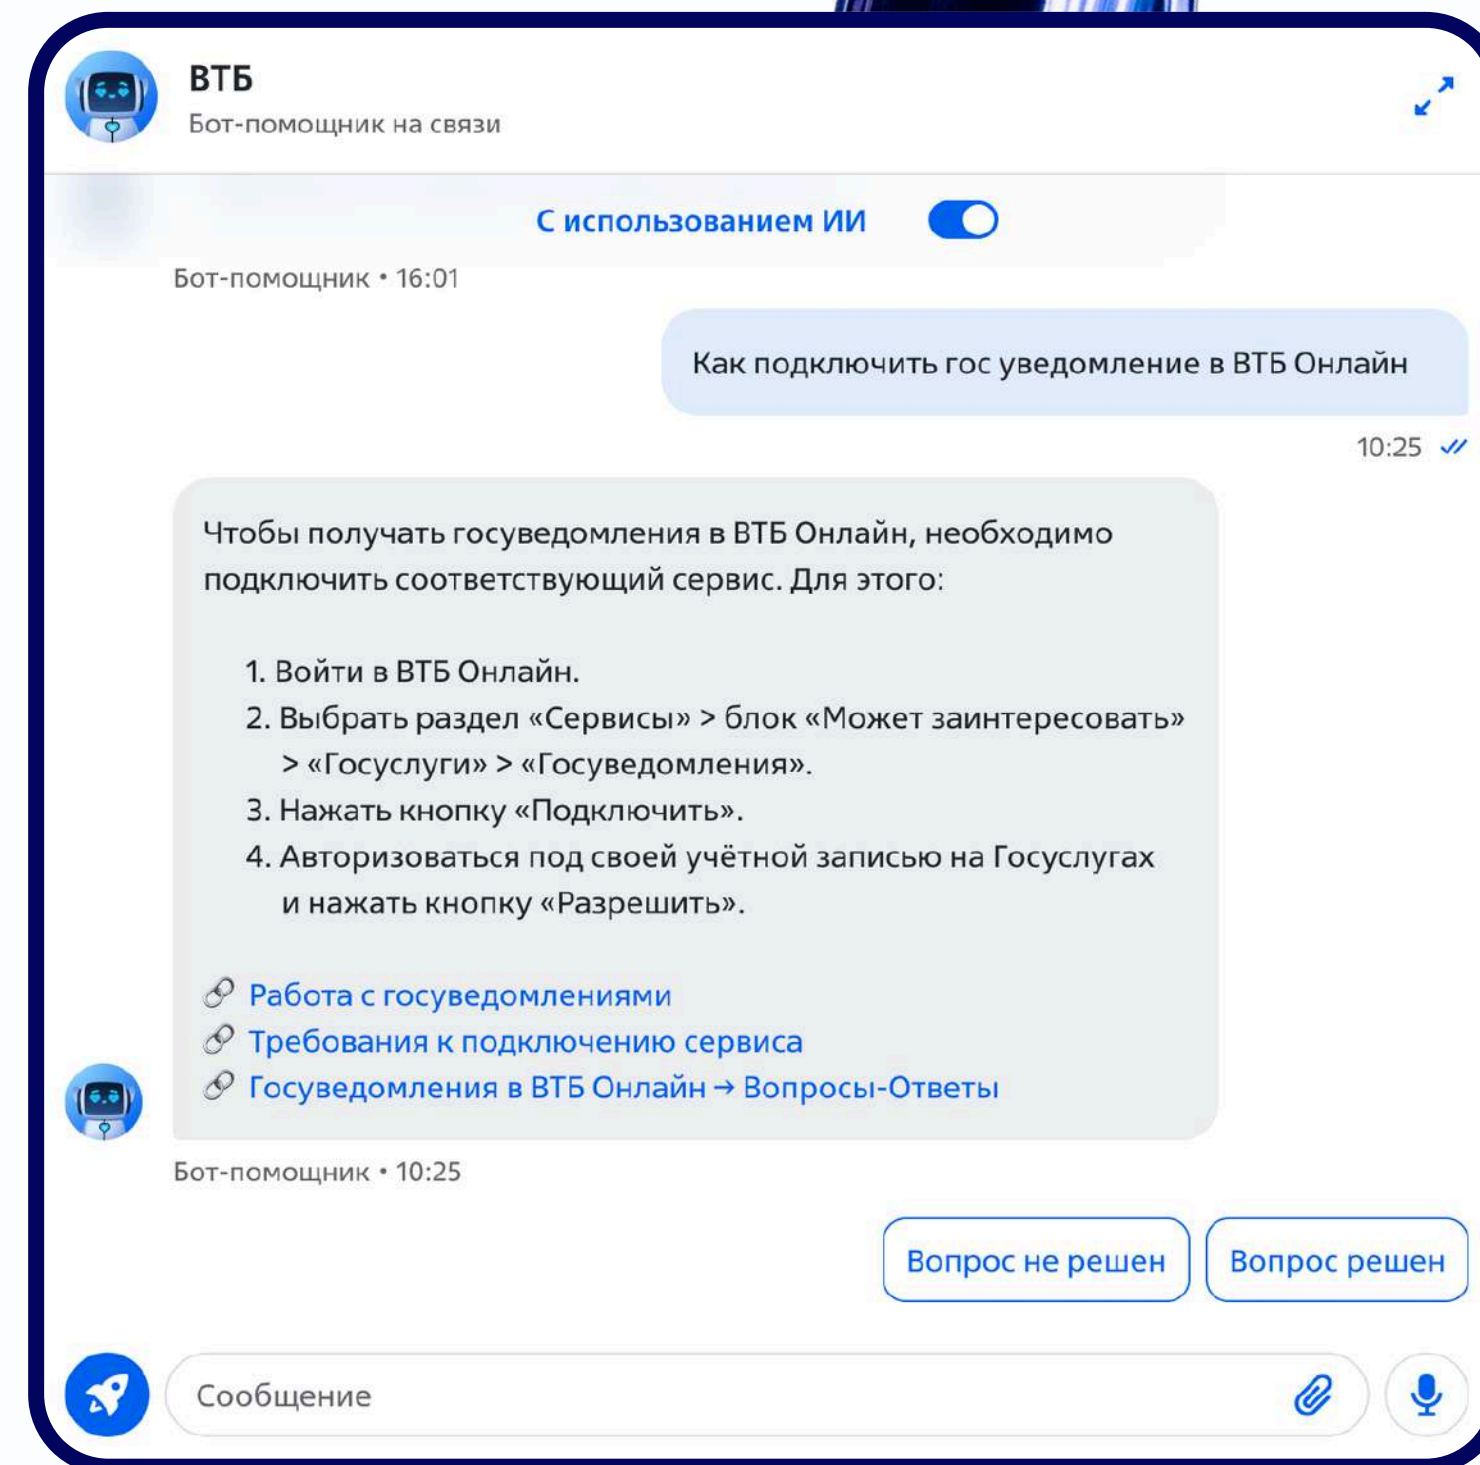 ВТБ
Бот-помощник на связи
С использованием ИИ
Бот-помощник • 16:01
Как подключить гос уведомление в ВТБ Онлайн
10:25
Чтобы получать госуведомления в ВТБ Онлайн, необходимо
подключить соответствующий сервис. Для этого:
1. Войти в ВТБ Онлайн.
2. Выбрать раздел «Сервисы» > блок «Может заинтересовать»
> «Госуслуги» > «Госуведомления».
3. Нажать кнопку «Подключить».
4. Авторизоваться под своей учётной записью на Госуслугах
и нажать кнопку «Разрешить».
Работа с госуведомлениями
Требования к подключению сервиса
Госуведомления в ВТБ Онлайн → Вопросы-Ответы
Бот-помощник • 10:25
Вопрос не решен
Вопрос решен
Сообщение